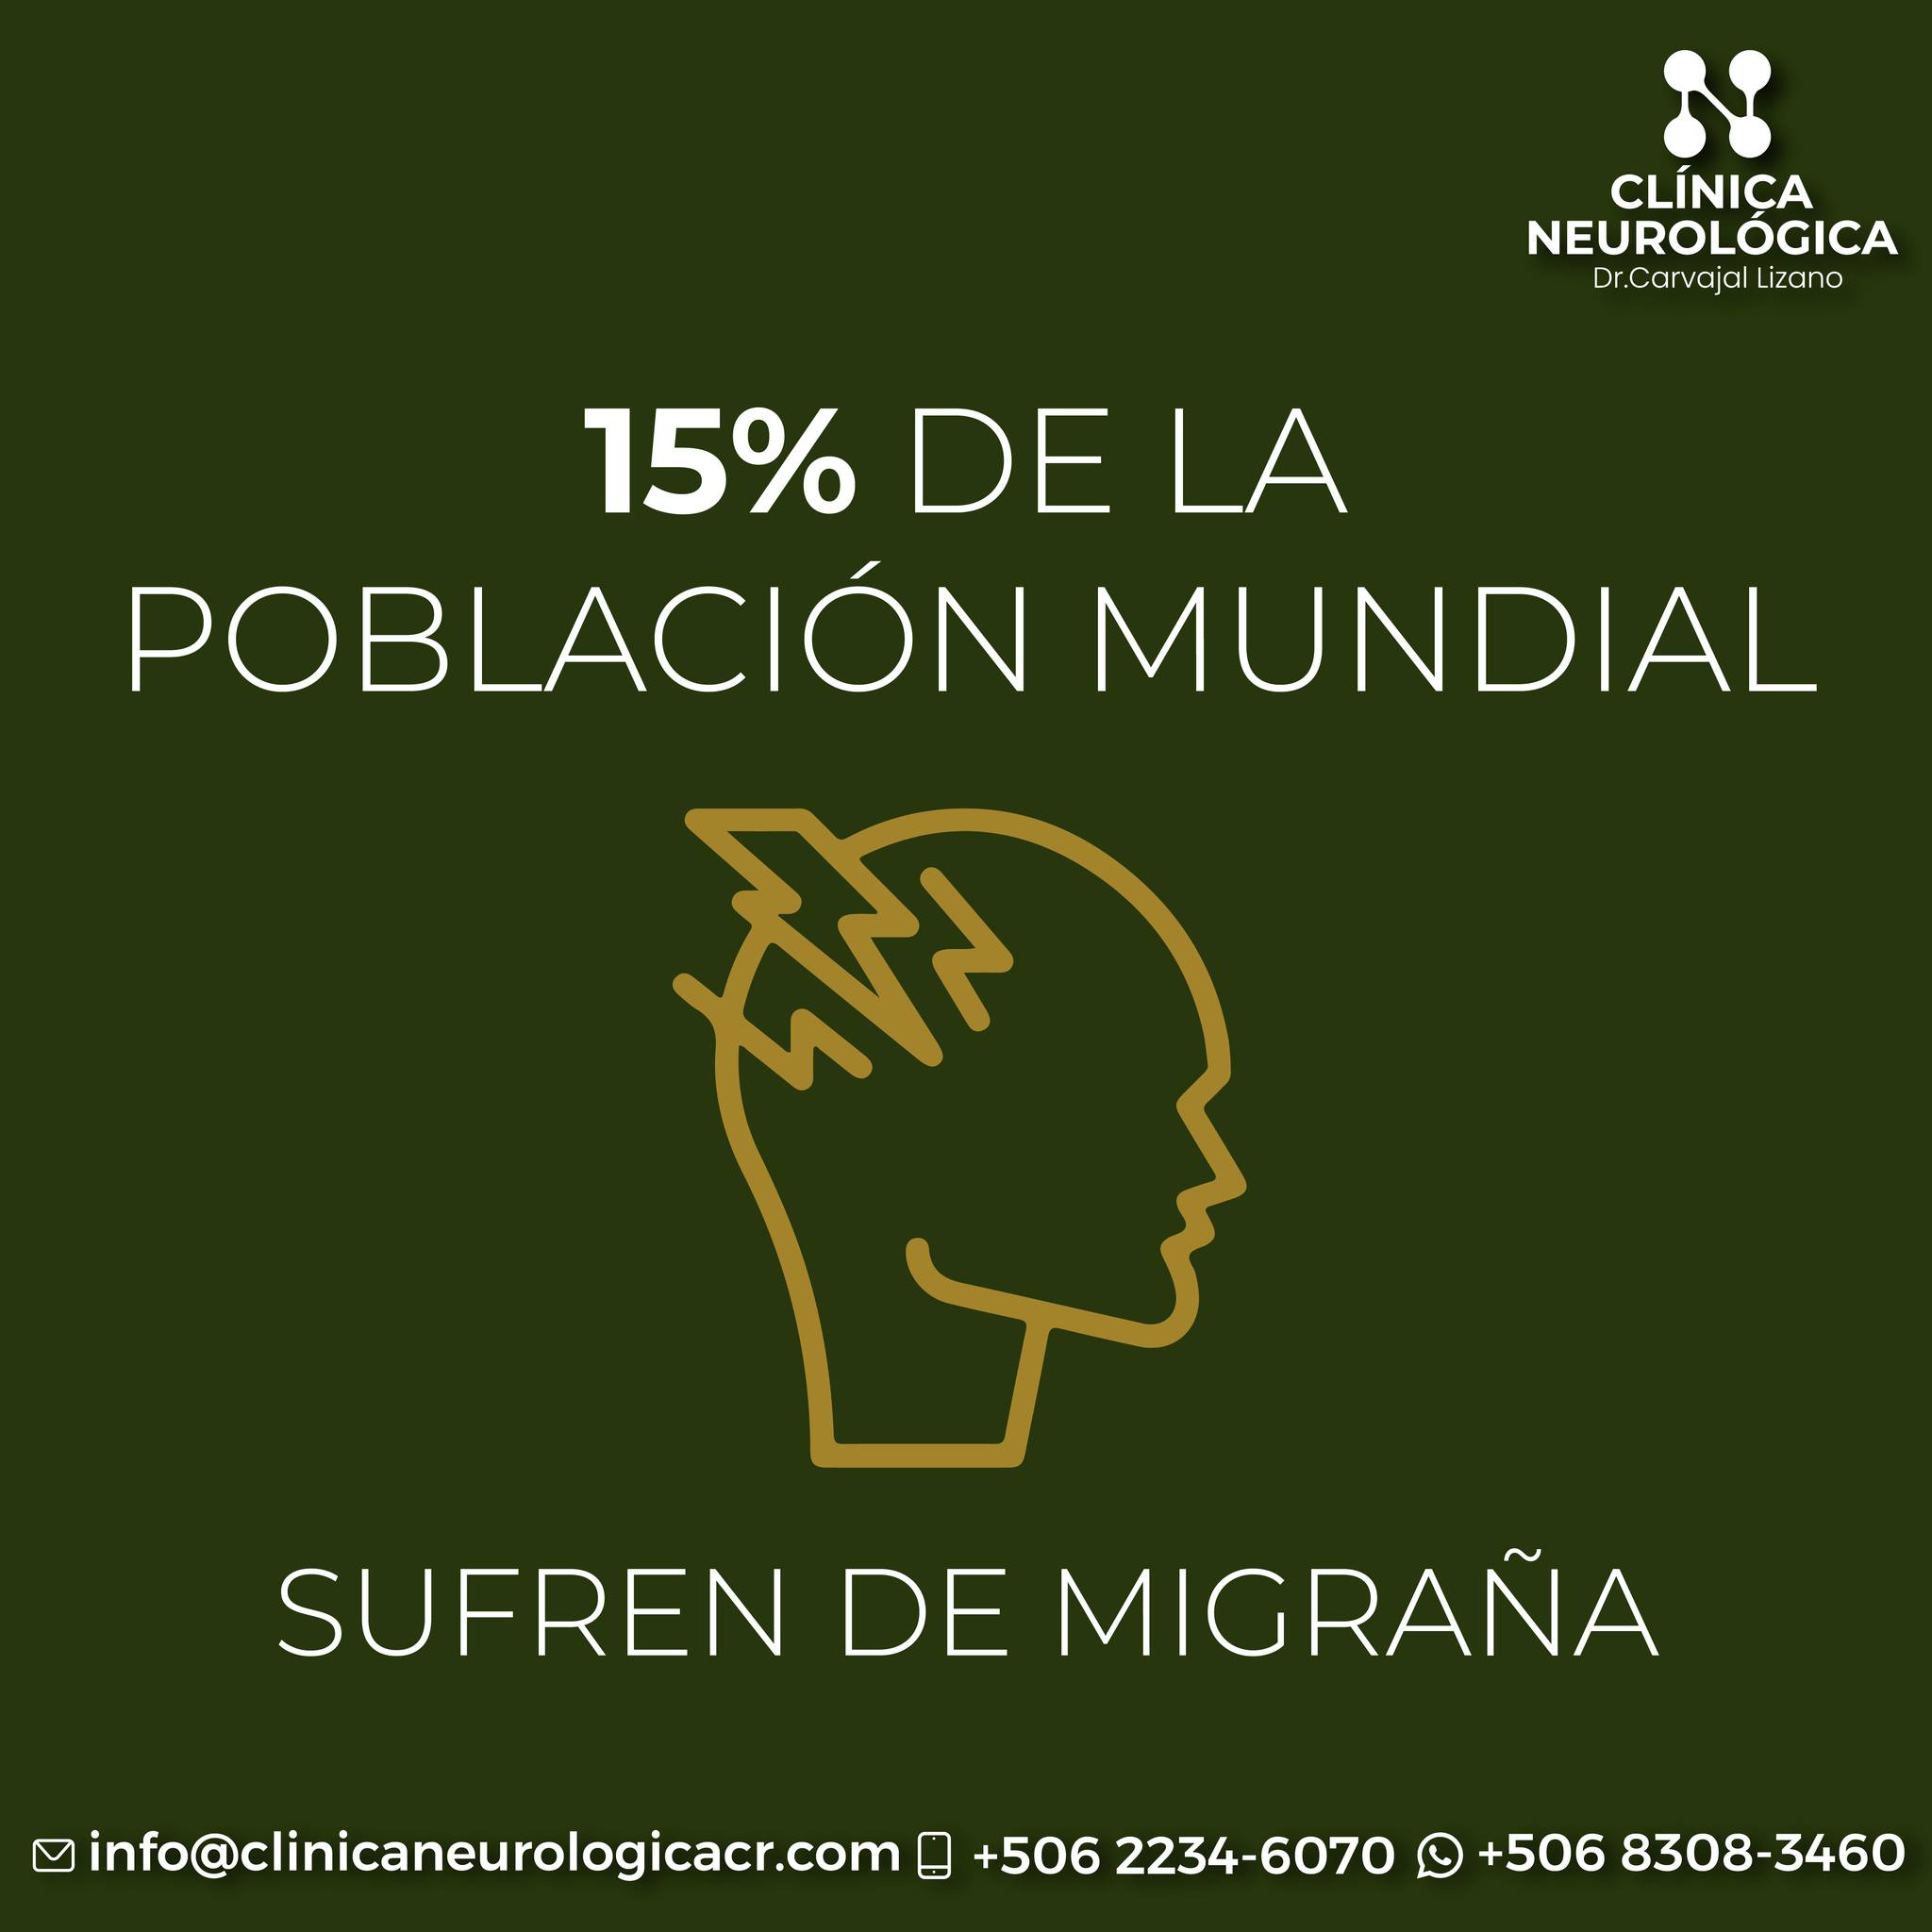 CLÍNICA
NEUROLÓGICA
Dr.Carvajal Lizano
15% DE LA
POBLACIÓN MUNDIAL
SUFREN DE MIGRAÑA
info@clinicaneurologicacr.com +506 2234-6070 +506 8308-3460